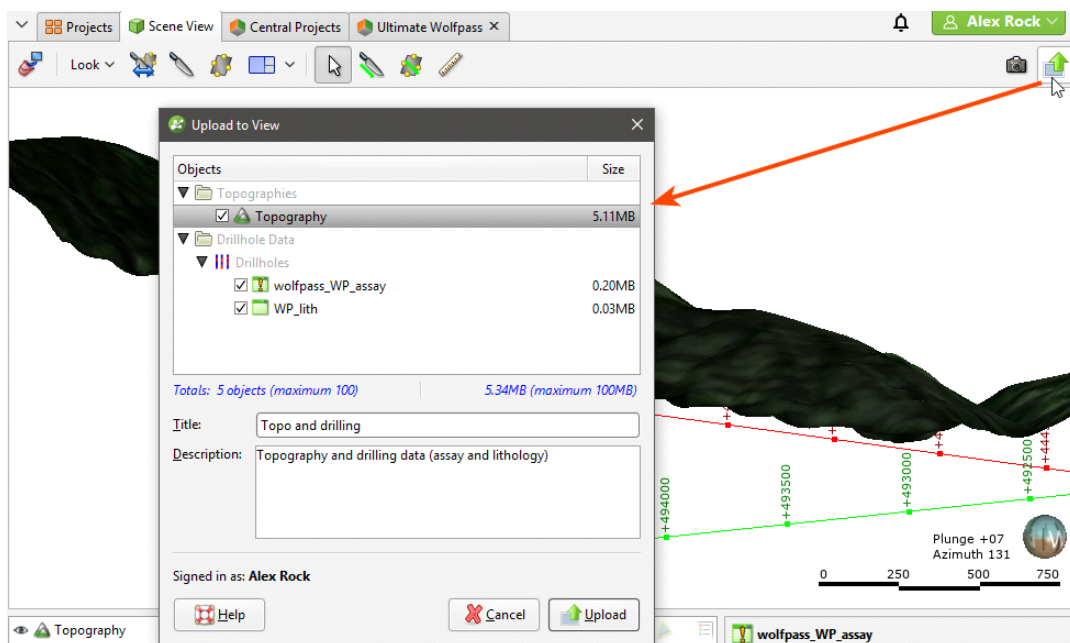 Projects Scene View Central Projects Ultimate Wolfpass Alex Rock
Look
Upload to View
Objects Size
Topographies
Topography 5.11MB
Drillhole Data
Drillholes
wolfpass_WP_assay 0.20MB
WP_lith 0.03MB
Totals: 5 objects (maximum 100) 5.34MB (maximum 100MB)
Title: Topo and drilling
Description: Topography and drilling data (assay and lithology)
+494000 +493500 +493000 +492500
Plunge +07
Azimuth 131
0 250 500 750
Signed in as: Alex Rock
Help Cancel Upload
Topography wolfpass_WP_assay